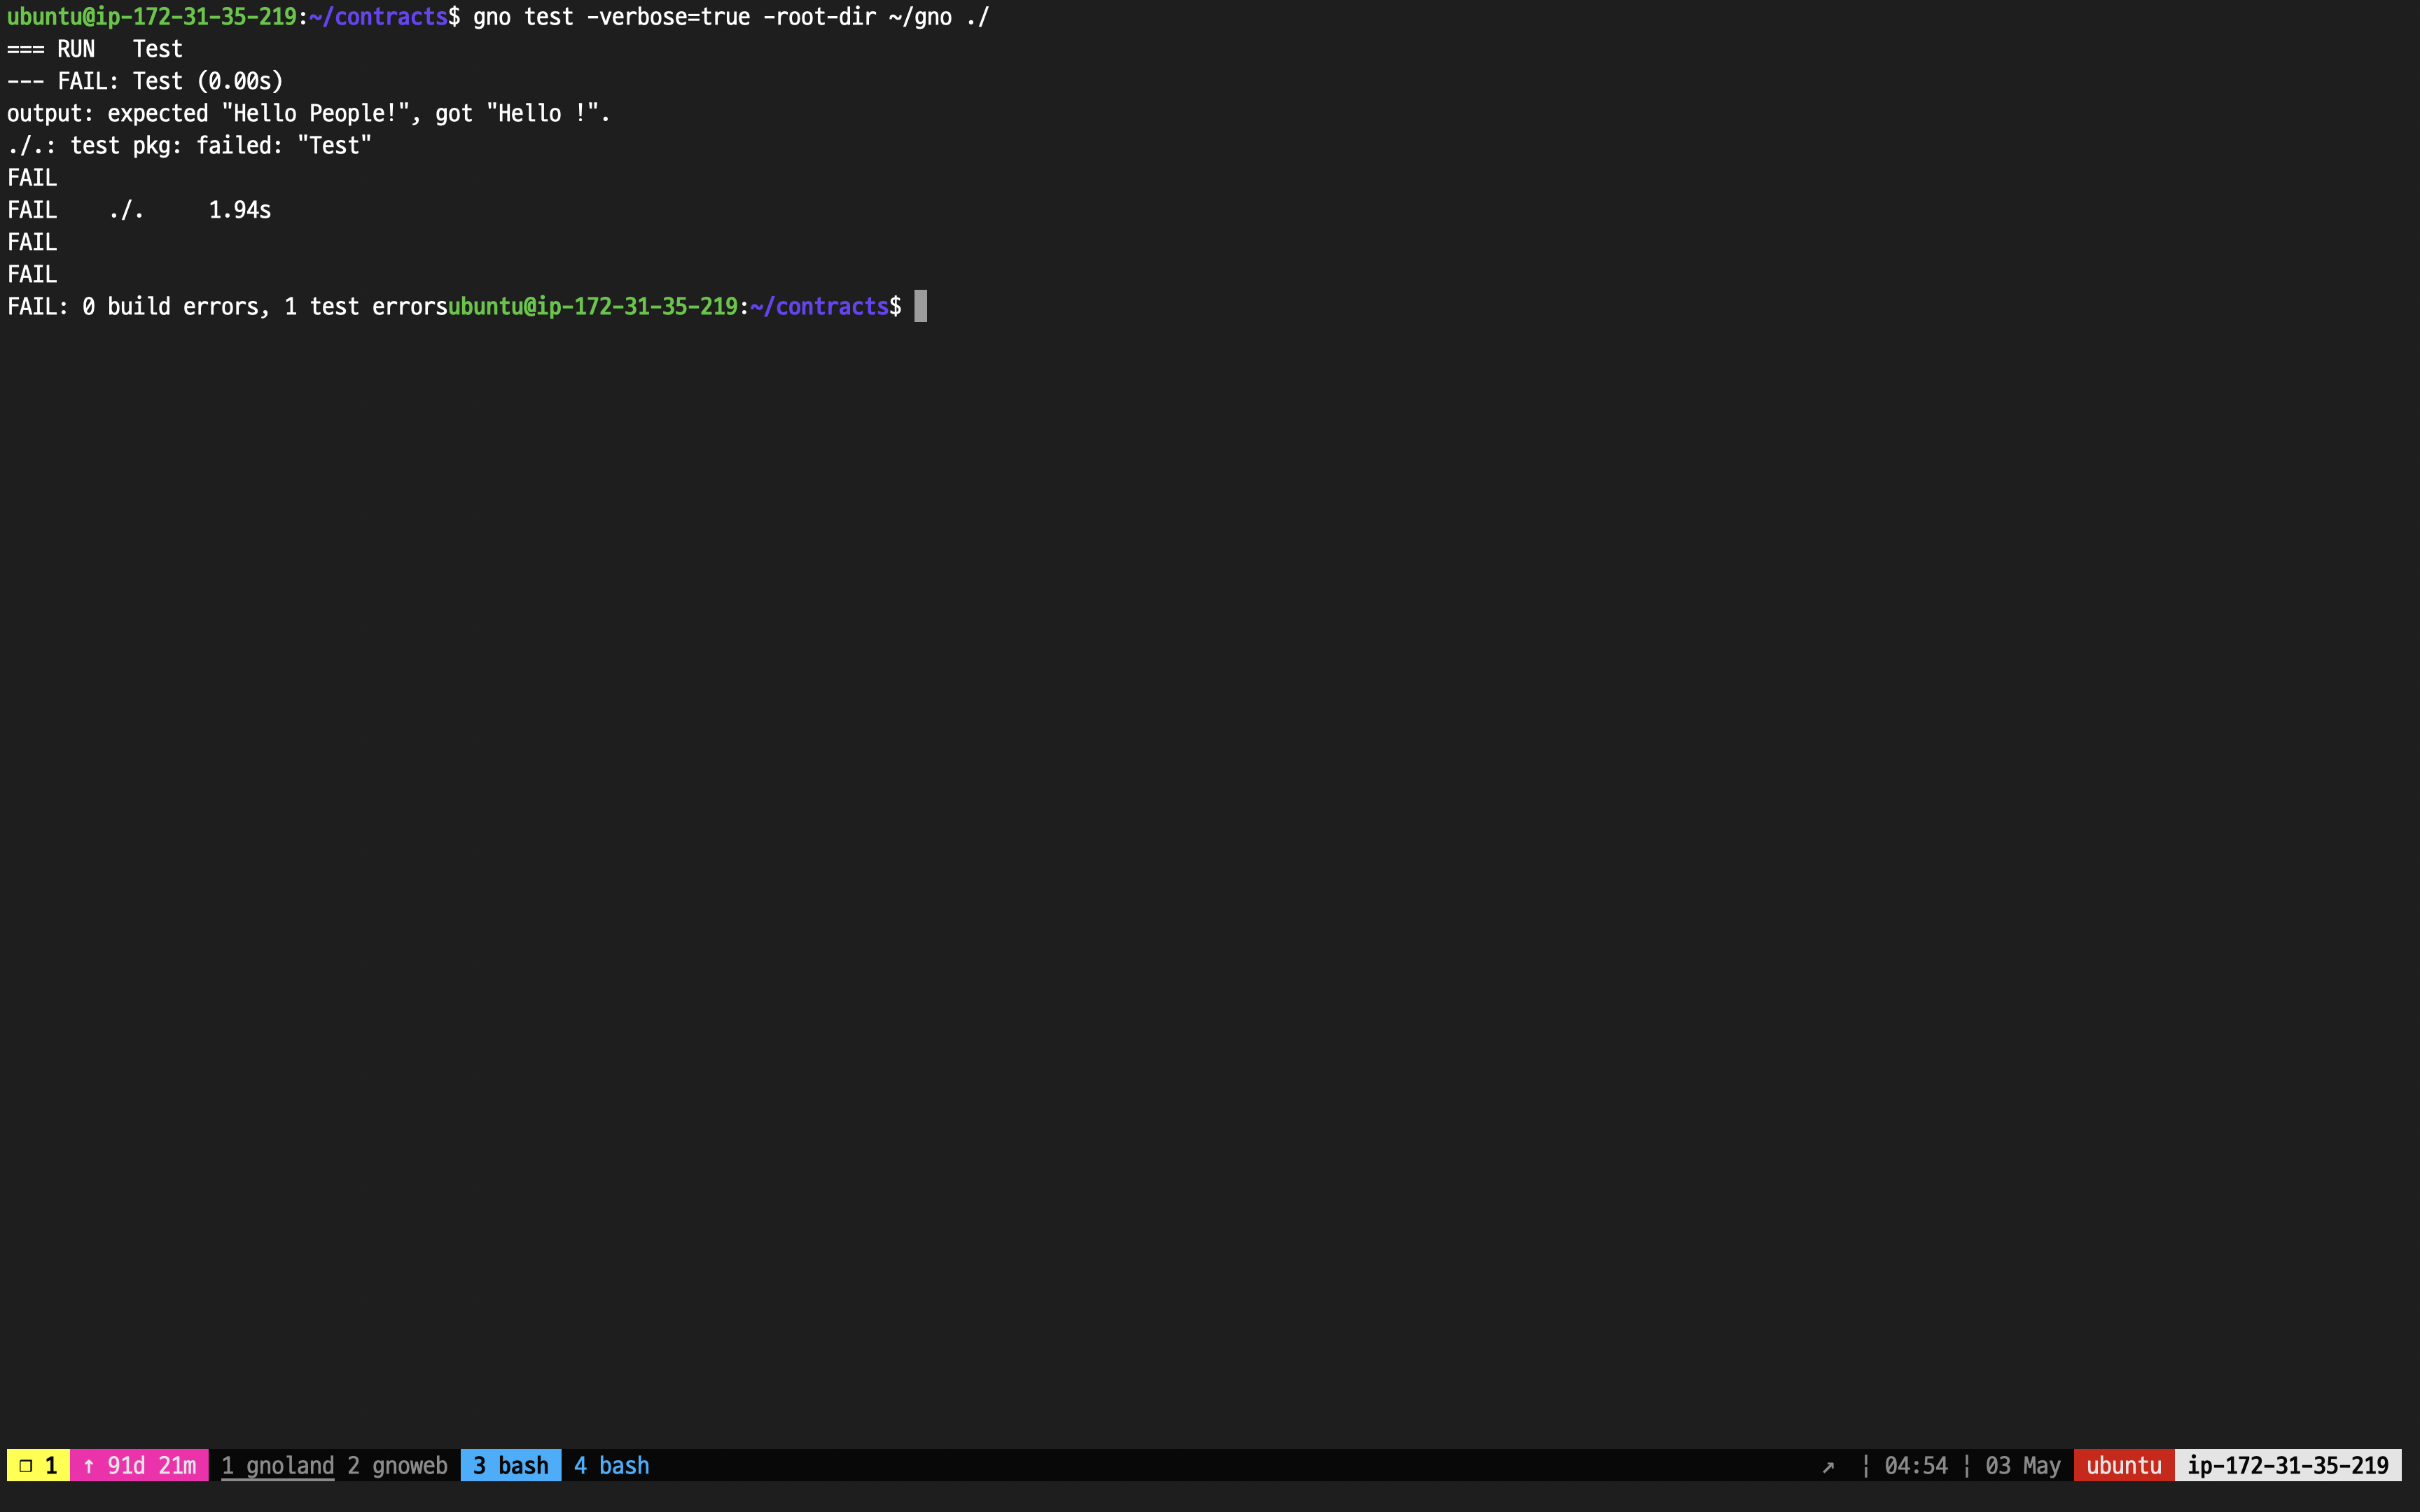 ubuntu@ip-172-31-35-219:~/contracts$ gno test -verbose=true -root-dir ~/gno ./
=== RUN   Test
--- FAIL: Test (0.00s)
output: expected "Hello People!", got "Hello !".
./.: test pkg: failed: "Test"
FAIL
FAIL    ./.     1.94s
FAIL
FAIL
FAIL: 0 build errors, 1 test errorsubuntu@ip-172-31-35-219:~/contracts$
❐ 1 ↑ 91d 21m 1 gnoland 2 gnoweb 3 bash 4 bash ↗ ¦ 04:54 ¦ 03 May ubuntu ip-172-31-35-219